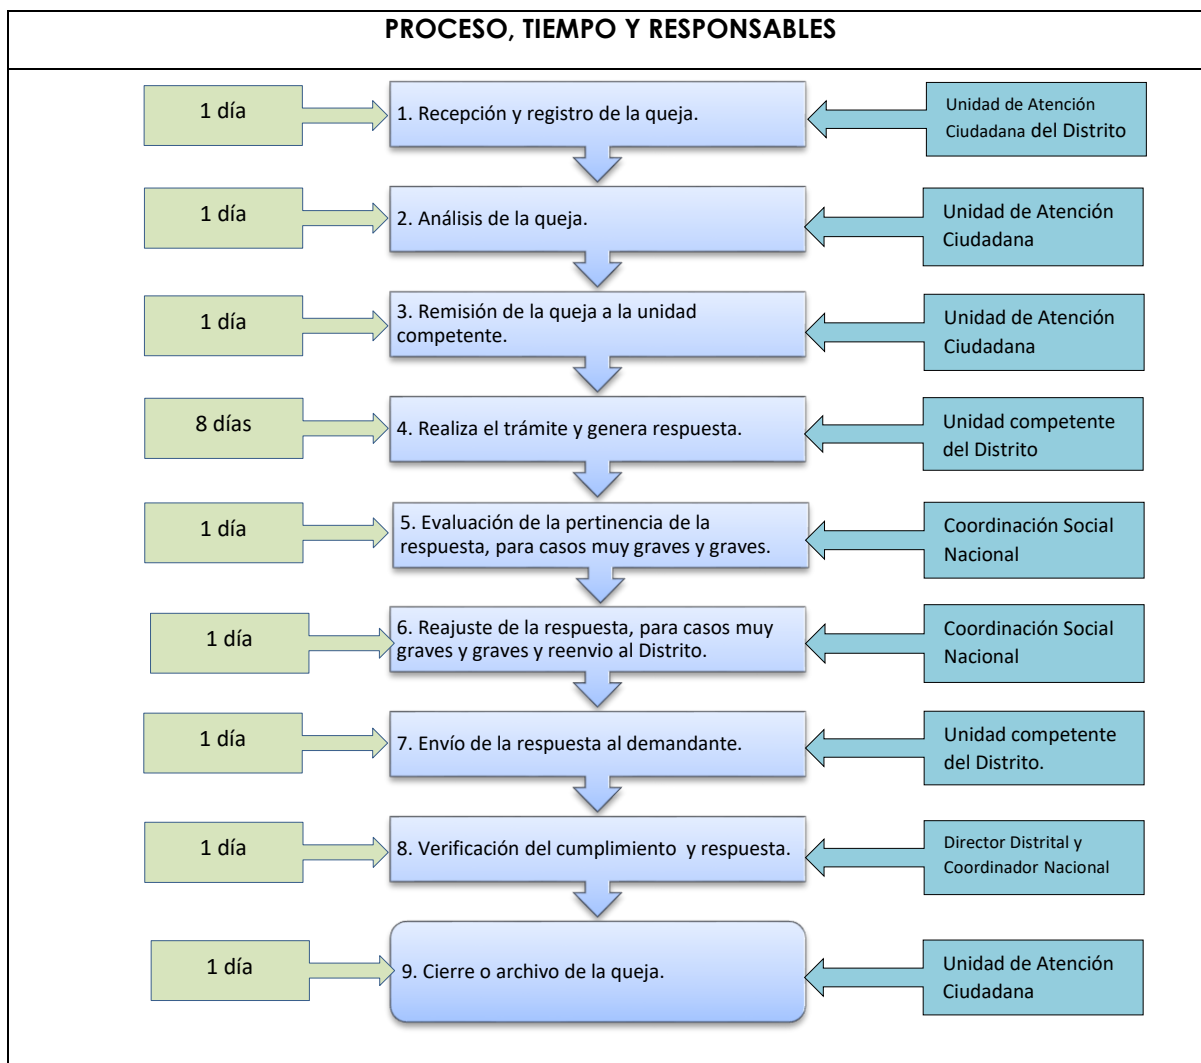 PROCESO, TIEMPO Y RESPONSABLES
1 día
1. Recepción y registro de la queja.
Unidad de Atención
Ciudadana del Distrito
1 día
2. Análisis de la queja.
Unidad de Atención
Ciudadana
1 día
3. Remisión de la queja a la unidad
competente.
Unidad de Atención
Ciudadana
8 días
4. Realiza el trámite y genera respuesta.
Unidad competente
del Distrito
1 día
5. Evaluación de la pertinencia de la
respuesta, para casos muy graves y graves.
Coordinación Social
Nacional
1 día
6. Reajuste de la respuesta, para casos muy
graves y graves y reenvio al Distrito.
Coordinación Social
Nacional
1 día
7. Envío de la respuesta al demandante.
Unidad competente
del Distrito.
1 día
8. Verificación del cumplimiento y respuesta.
Director Distrital y
Coordinador Nacional
1 día
9. Cierre o archivo de la queja.
Unidad de Atención
Ciudadana